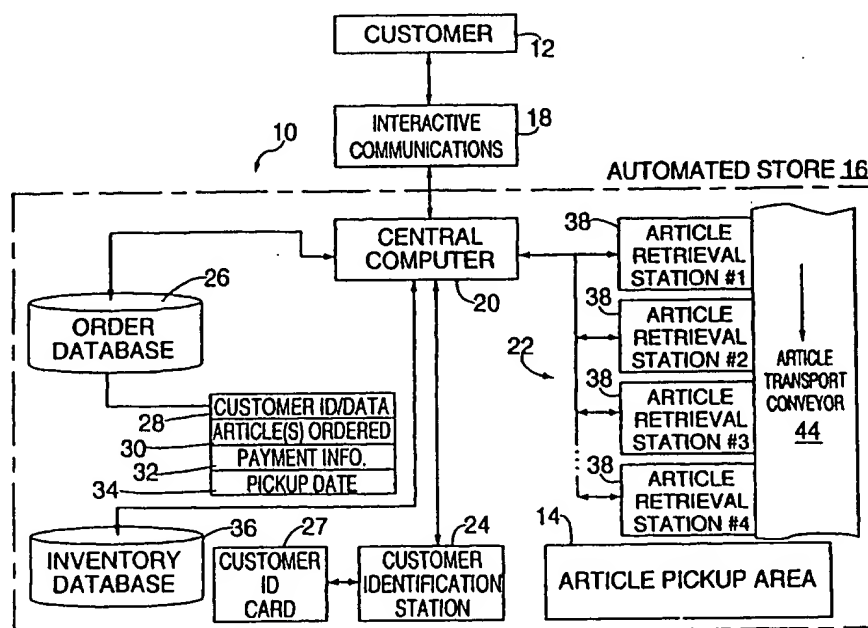 CUSTOMER
12
INTERACTIVE
COMMUNICATIONS
18
10
AUTOMATED STORE 16
CENTRAL
COMPUTER
20
26
ORDER
DATABASE
28
CUSTOMER ID/DATA
30
ARTICLE(S) ORDERED
32
PAYMENT INFO.
34
PICKUP DATE
36
INVENTORY
DATABASE
27
CUSTOMER
ID
CARD
24
CUSTOMER
IDENTIFICATION
STATION
22
38
ARTICLE
RETRIEVAL
STATION #1
38
ARTICLE
RETRIEVAL
STATION #2
38
ARTICLE
RETRIEVAL
STATION #3
38
ARTICLE
RETRIEVAL
STATION #4
ARTICLE
TRANSPORT
CONVEYOR
44
14
ARTICLE PICKUP AREA